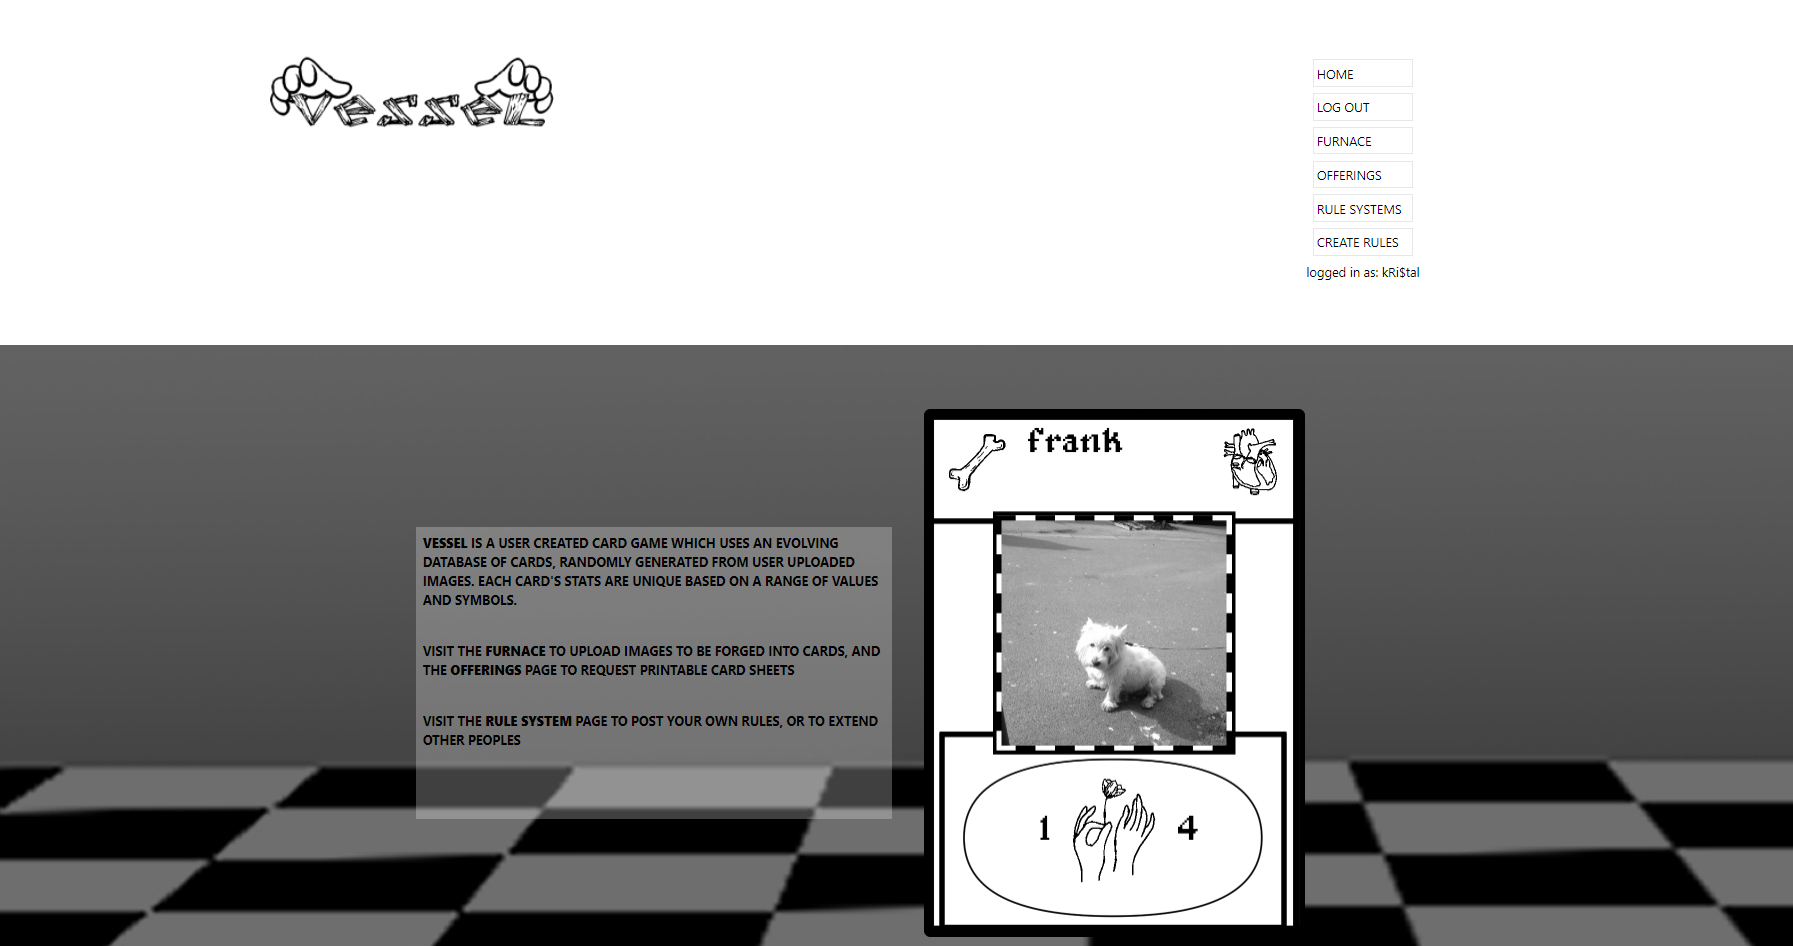 VesseL
HOME
LOG OUT
FURNACE
OFFERINGS
RULE SYSTEMS
CREATE RULES
logged in as: kRi$tal
frank
VESSEL IS A USER CREATED CARD GAME WHICH USES AN EVOLVING
DATABASE OF CARDS, RANDOMLY GENERATED FROM USER UPLOADED
IMAGES. EACH CARD'S STATS ARE UNIQUE BASED ON A RANGE OF VALUES
AND SYMBOLS.
VISIT THE FURNACE TO UPLOAD IMAGES TO BE FORGED INTO CARDS, AND
THE OFFERINGS PAGE TO REQUEST PRINTABLE CARD SHEETS
VISIT THE RULE SYSTEM PAGE TO POST YOUR OWN RULES, OR TO EXTEND
OTHER PEOPLES
1 4